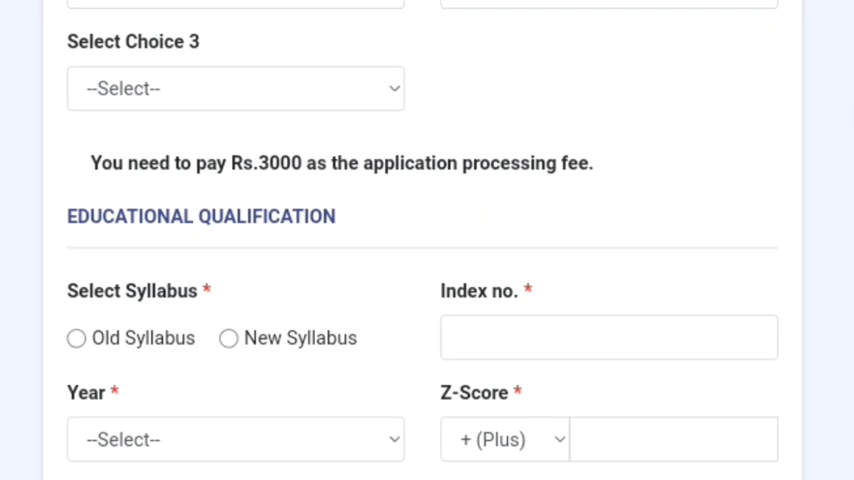 Select Choice 3
--Select--
You need to pay Rs.3000 as the application processing fee.
EDUCATIONAL QUALIFICATION
Select Syllabus * Index no. *
Old Syllabus New Syllabus
Year * Z-Score *
--Select-- + (Plus)